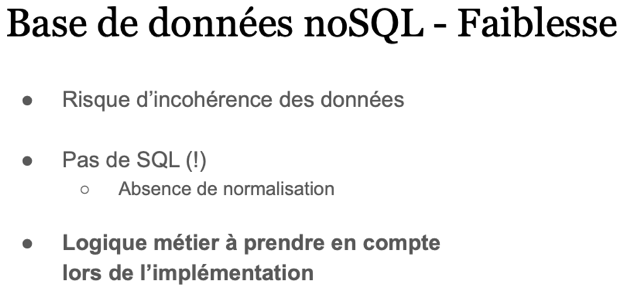 Base de données noSQL - Faiblesse
● Risque d’incohérence des données
● Pas de SQL (!)
○ Absence de normalisation
● Logique métier à prendre en compte
lors de l’implémentation